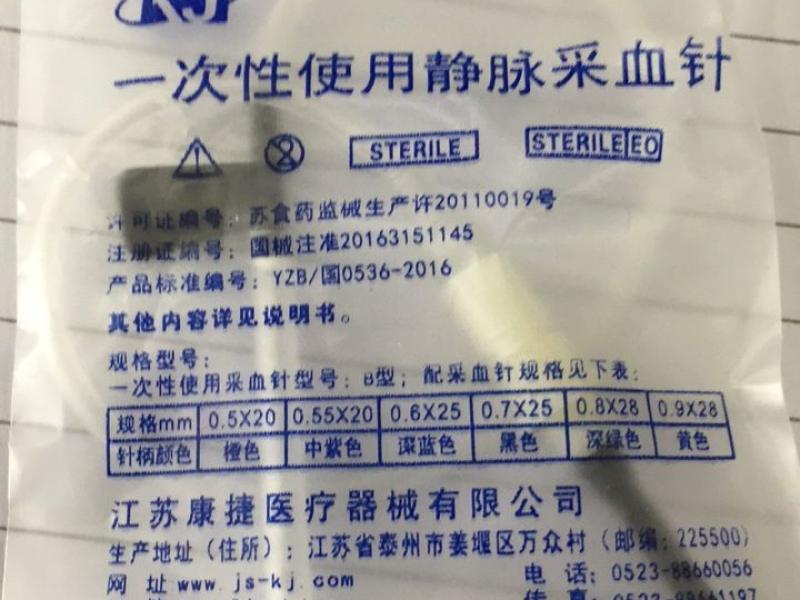 KJ
一次性使用静脉采血针
STERILE STERILE EO
许可证编号：苏食药监械生产许20110019号
注册证编号：国械注准20163151145
产品标准编号：YZB/国0536-2016
其他内容详见说明书。
规格型号：
一次性使用采血针型号：B型；配采血针规格见下表：
规格mm 0.5X20 0.55X20 0.6X25 0.7X25 0.8X28 0.9X28
针柄颜色 橙色 中紫色 深蓝色 黑色 深绿色 黄色
江苏康捷医疗器械有限公司
生产地址（住所）：江苏省泰州市姜堰区万众村（邮编：225500）
网 址 www.js-kj.com 电 话：0523-88660056
传 真：0523-88661197